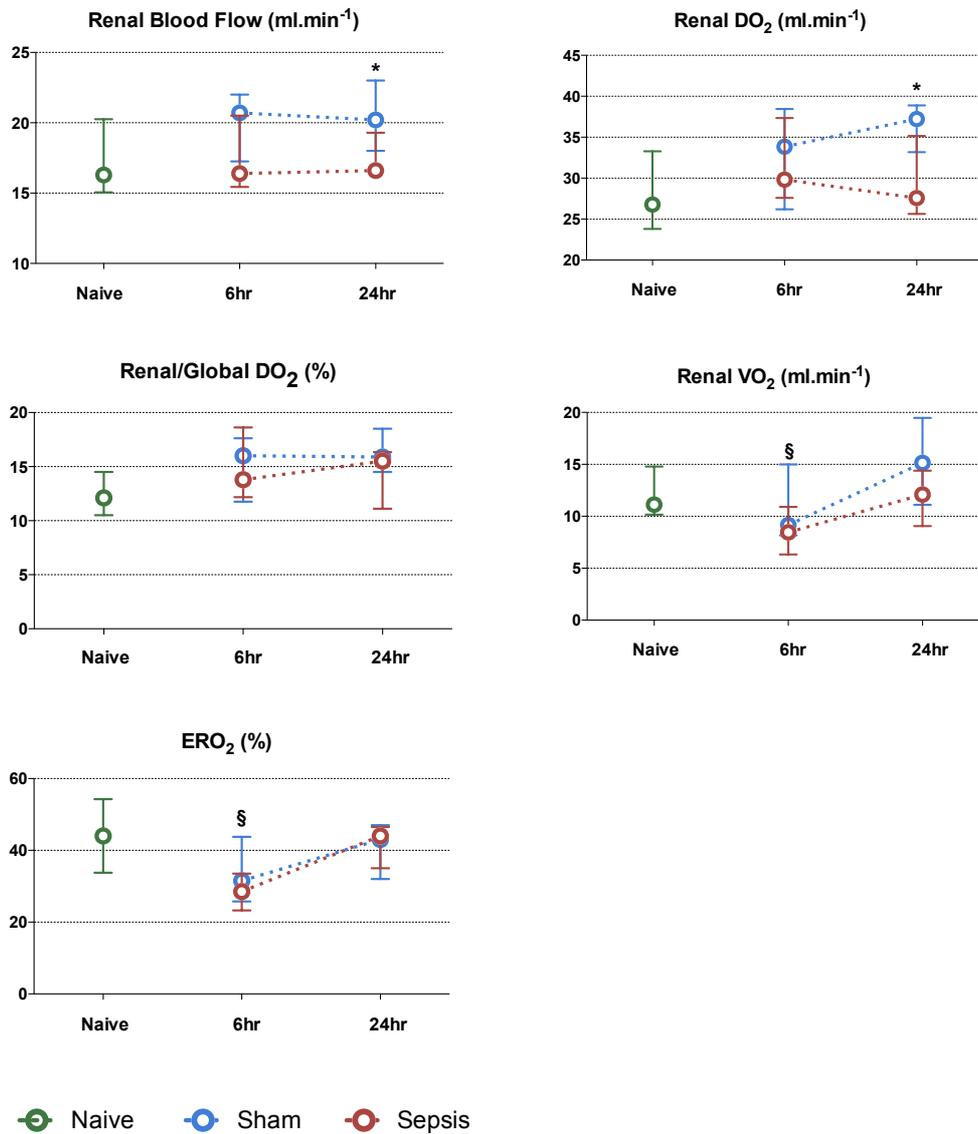 Renal Blood Flow (ml.min⁻¹)
25
20
15
10
*
Naive 6hr 24hr
Renal DO₂ (ml.min⁻¹)
45
40
35
30
25
20
*
Naive 6hr 24hr
Renal/Global DO₂ (%)
20
15
10
5
0
Naive 6hr 24hr
Renal VO₂ (ml.min⁻¹)
20
15
10
5
0
§
Naive 6hr 24hr
ERO₂ (%)
60
40
20
0
§
Naive 6hr 24hr
Naive Sham Sepsis